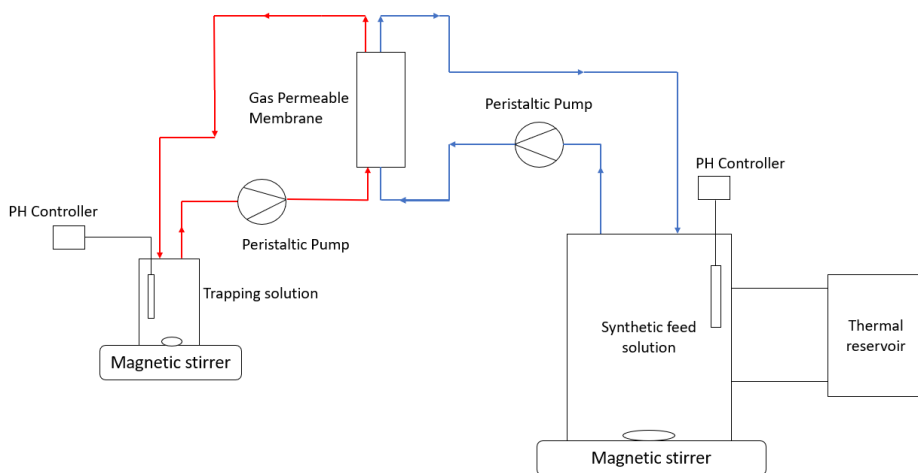 Gas Permeable
Membrane
Peristaltic Pump
PH Controller
PH Controller
Peristaltic Pump
Trapping solution
Magnetic stirrer
Synthetic feed
solution
Thermal
reservoir
Magnetic stirrer